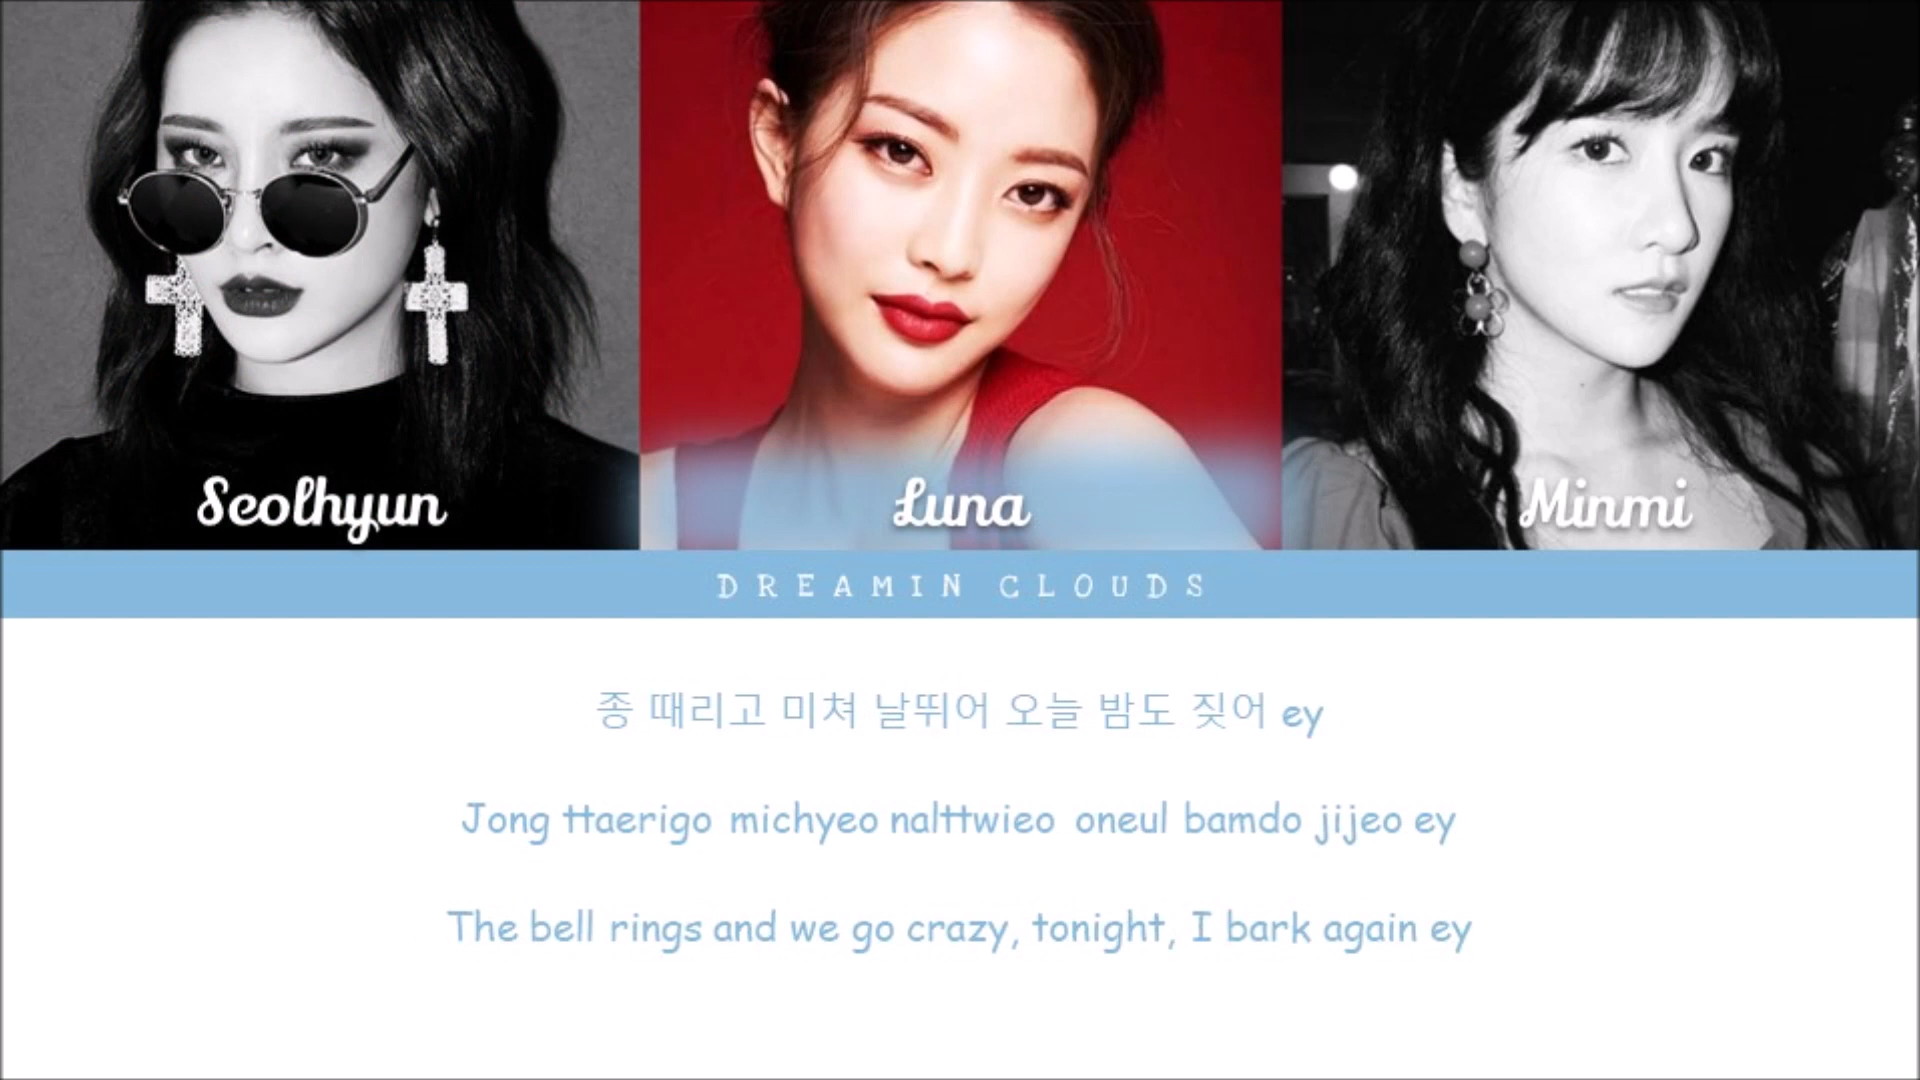 Seolhyun
Luna
Minmi
DREAMIN CLOUDS
종 때리고 미쳐 날뛰어 오늘 밤도 짖어 ey
Jong ttaerigo michyeo nalttwieo oneul bamdo jijeo ey
The bell rings and we go crazy, tonight, I bark again ey